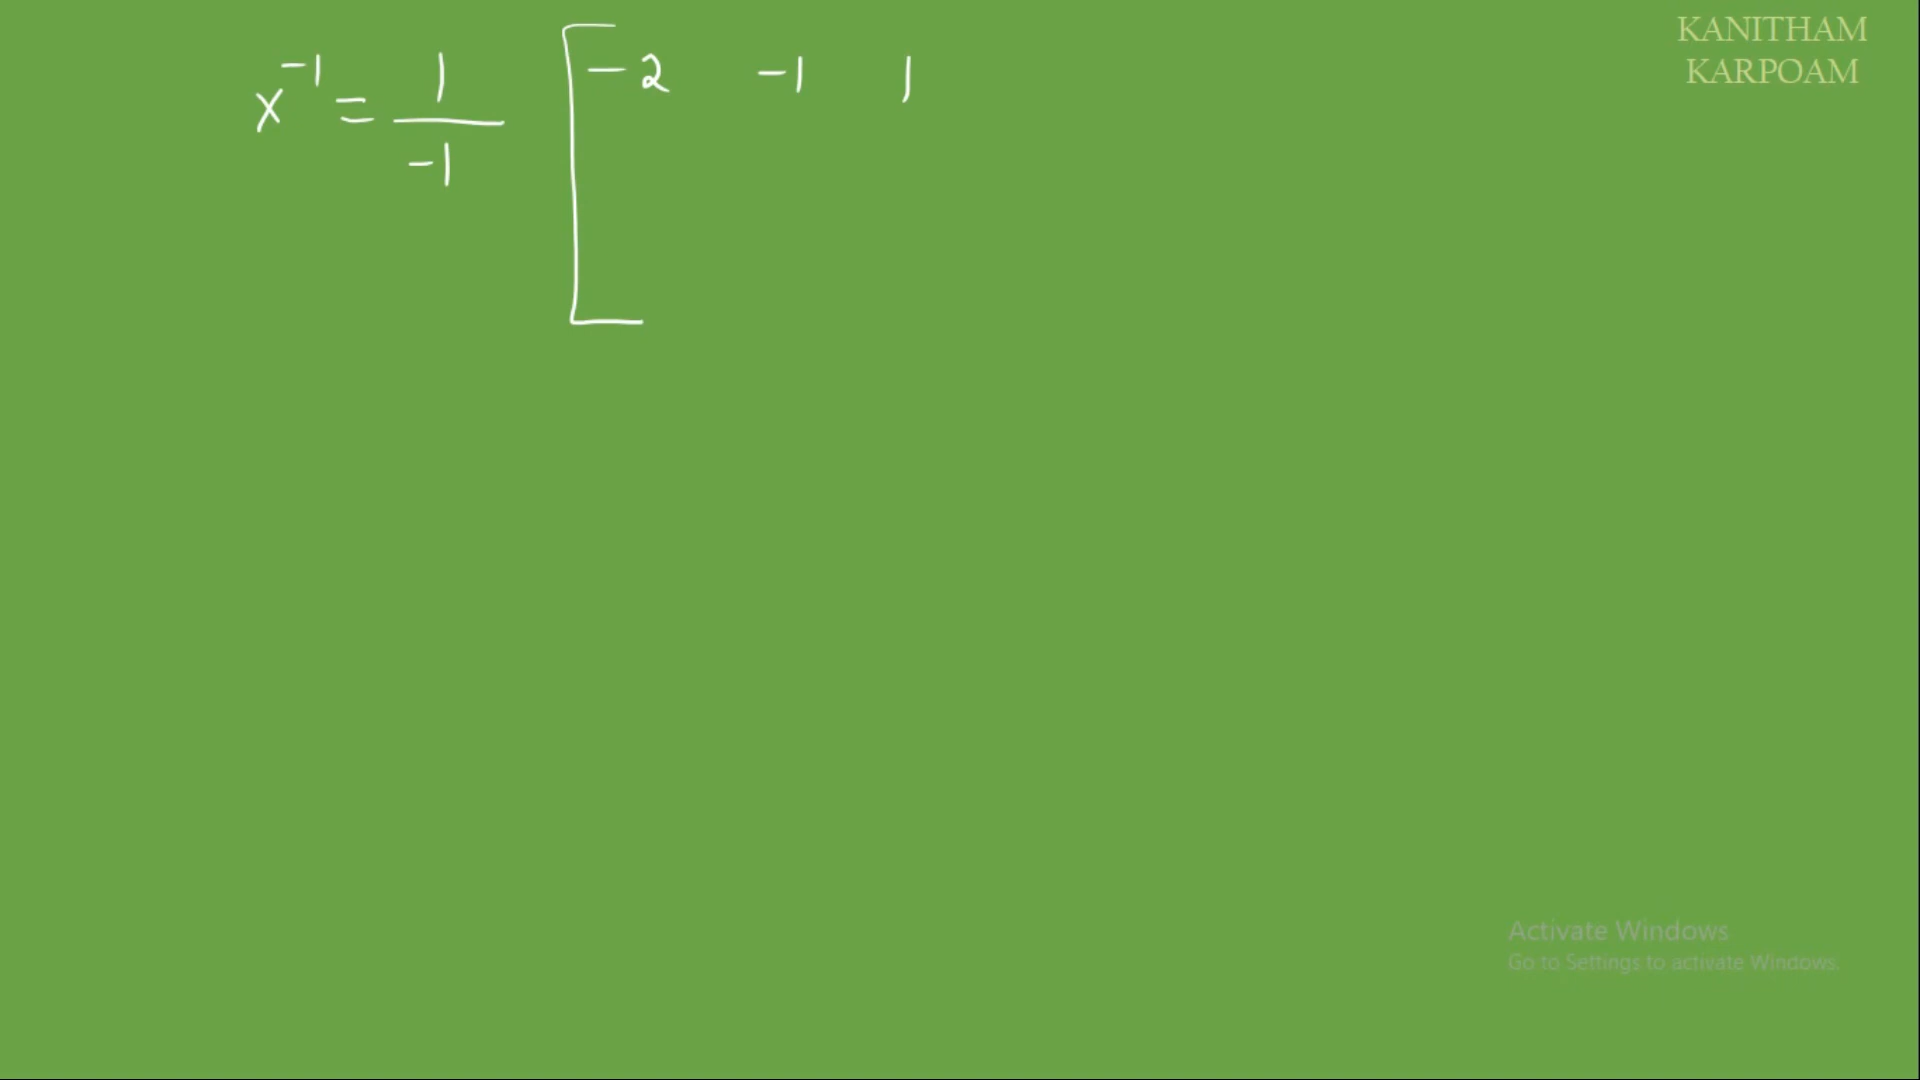 x⁻¹ = 1/-1 [ -2 -1 1
KANITHAM
KARPOAM
Activate Windows
Go to Settings to activate Windows.